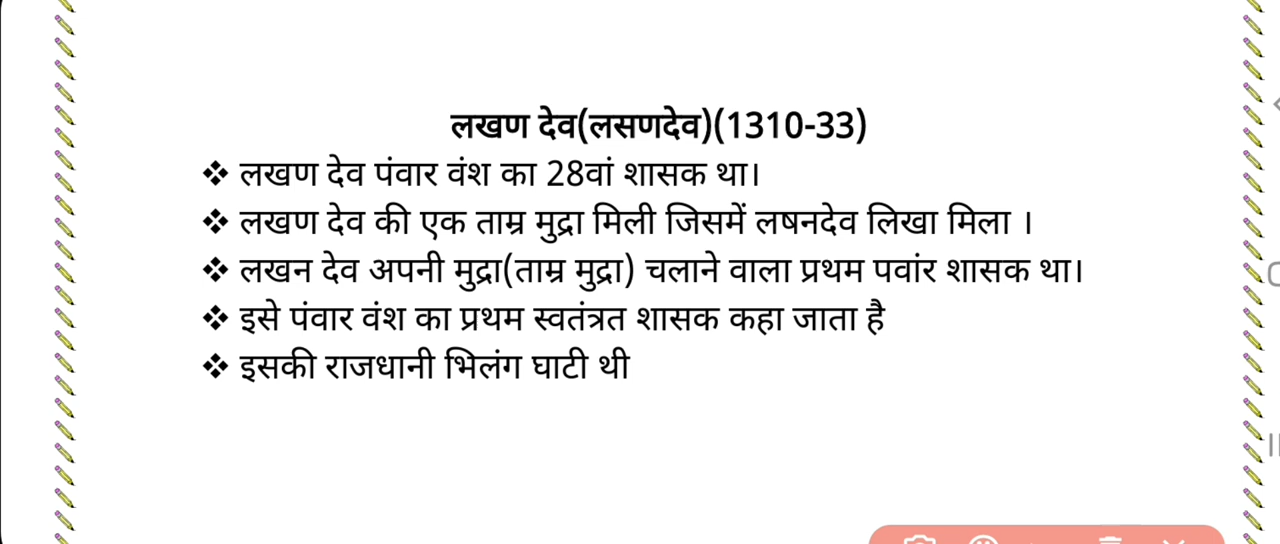 लखण देव(लसणदेव)(1310-33)
❖ लखण देव पंवार वंश का 28वां शासक था।
❖ लखण देव की एक ताम्र मुद्रा मिली जिसमें लषनदेव लिखा मिला ।
❖ लखन देव अपनी मुद्रा(ताम्र मुद्रा) चलाने वाला प्रथम पवांर शासक था।
❖ इसे पंवार वंश का प्रथम स्वतंत्रत शासक कहा जाता है
❖ इसकी राजधानी भिलंग घाटी थी